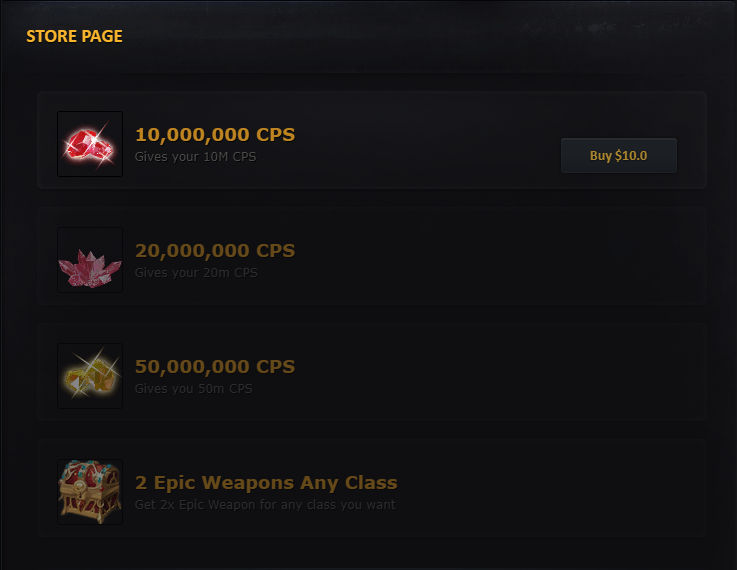 STORE PAGE
10,000,000 CPS
Gives your 10M CPS
Buy $10.0
20,000,000 CPS
Gives your 20m CPS
50,000,000 CPS
Gives you 50m CPS
2 Epic Weapons Any Class
Get 2x Epic Weapon for any class you want